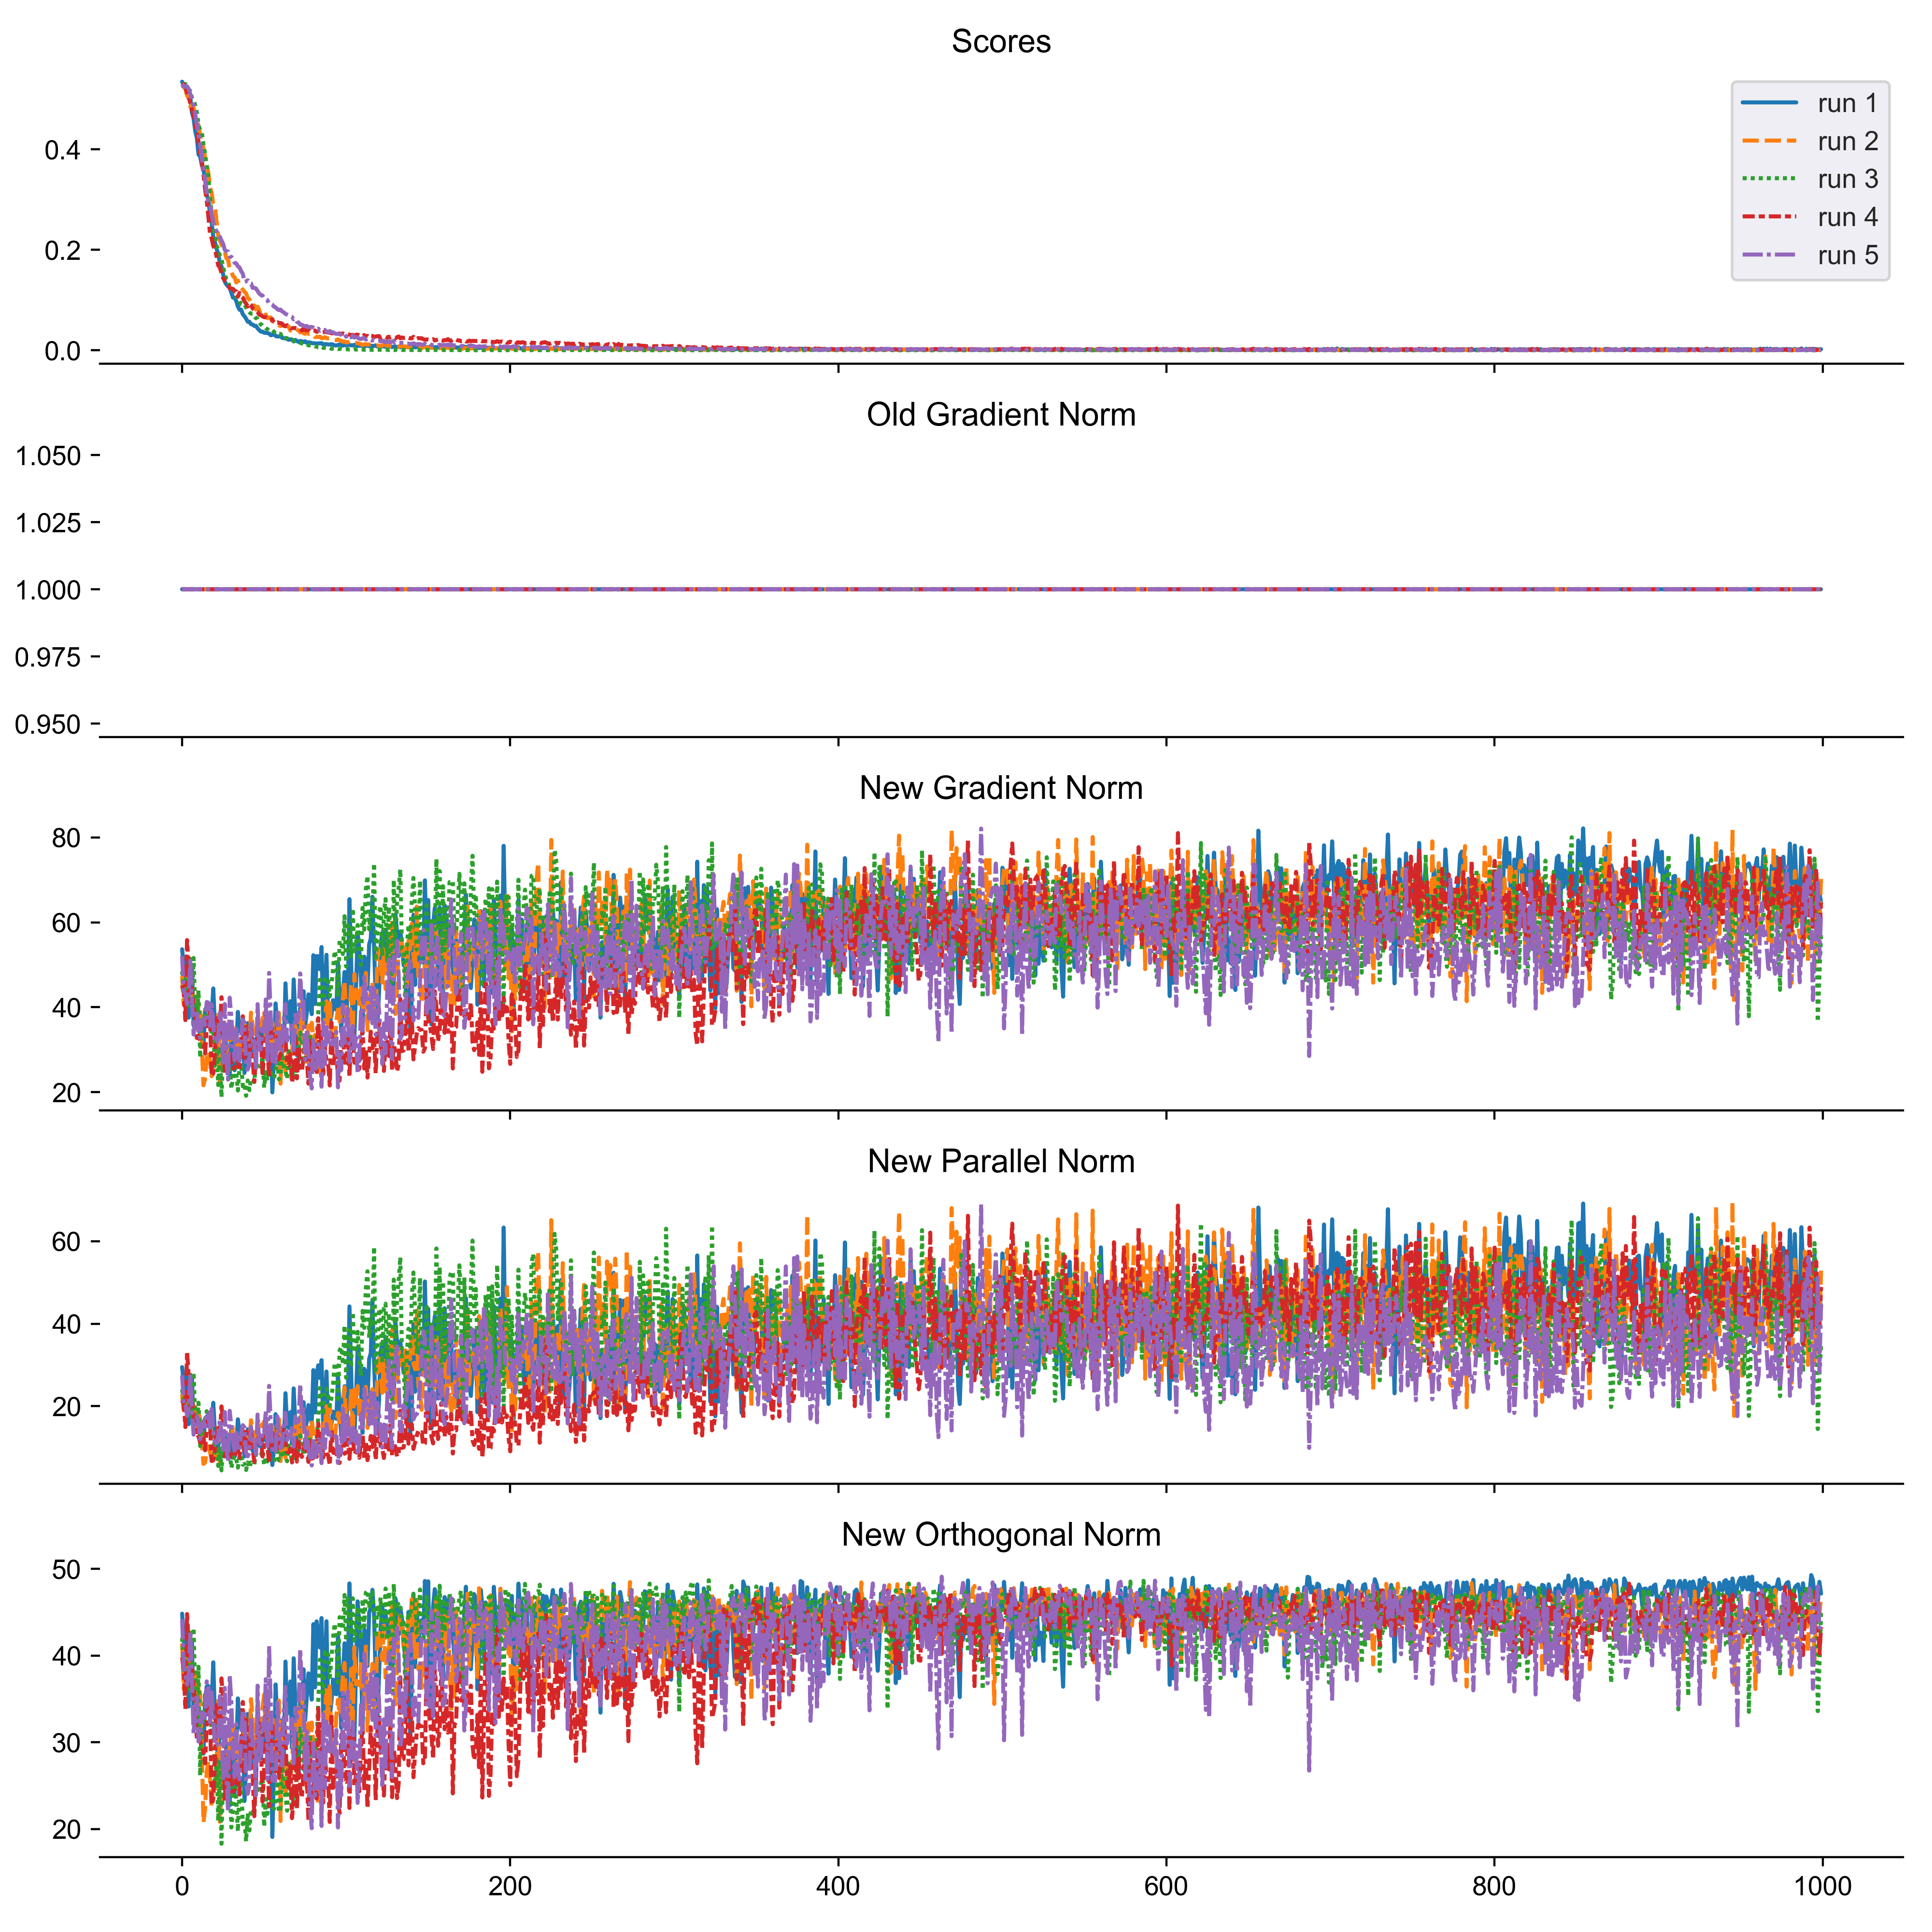 Scores
0.4
0.2
0.0
run 1
run 2
run 3
run 4
run 5
Old Gradient Norm
1.050
1.025
1.000
0.975
0.950
New Gradient Norm
80
60
40
20
New Parallel Norm
60
40
20
New Orthogonal Norm
50
40
30
20
0 200 400 600 800 1000